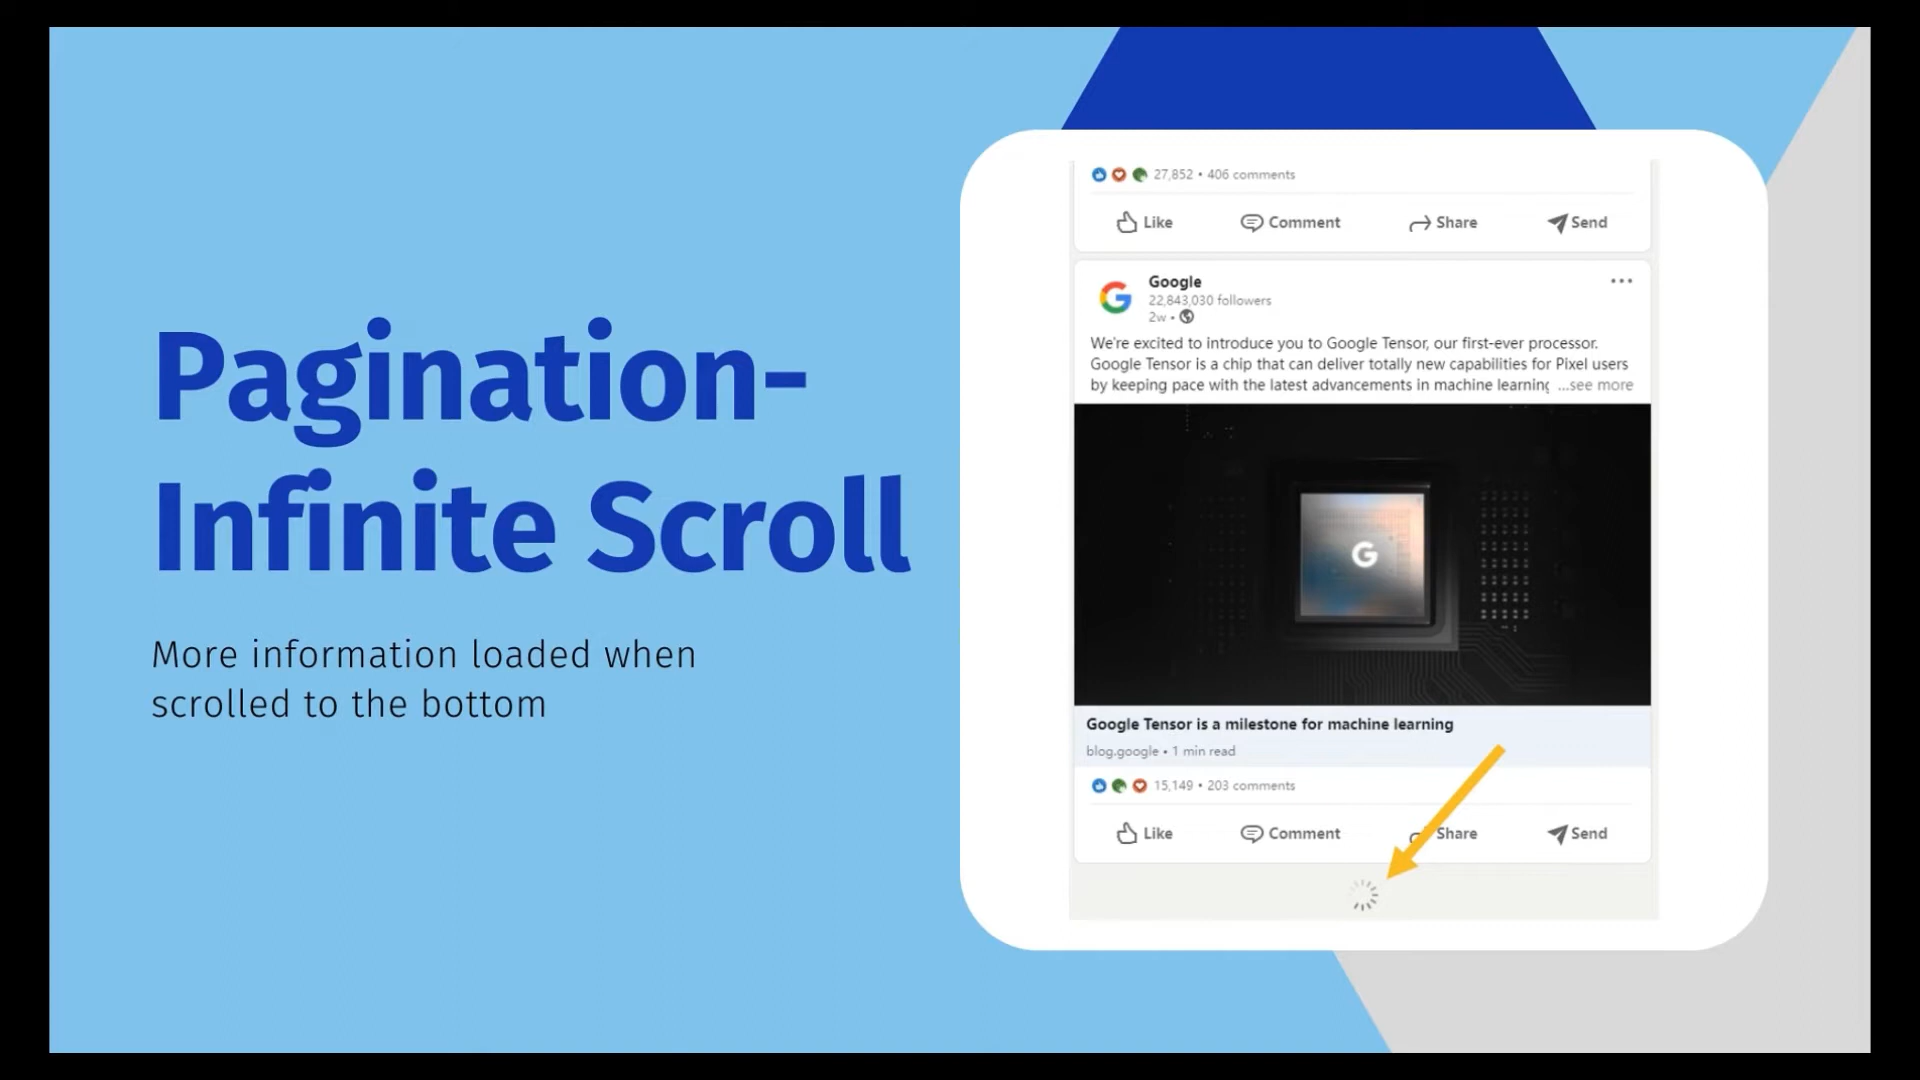 Pagination-
Infinite Scroll
More information loaded when
scrolled to the bottom
27,852 • 406 comments
Like Comment Share Send
Google
22,843,030 followers
2w •
We're excited to introduce you to Google Tensor, our first-ever processor.
Google Tensor is a chip that can deliver totally new capabilities for Pixel users
by keeping pace with the latest advancements in machine learning ...see more
G
Google Tensor is a milestone for machine learning
blog.google • 1 min read
15,149 • 203 comments
Like Comment Share Send